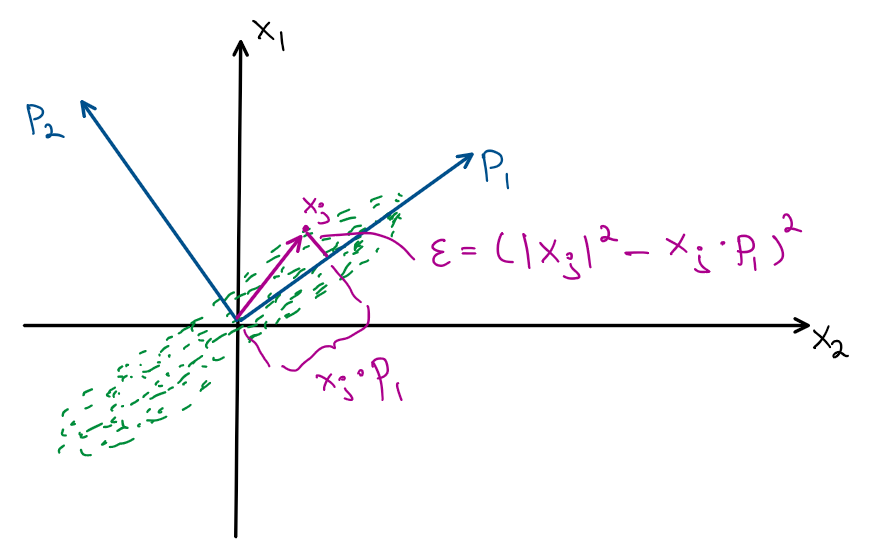 x₁
P₂
P₁
xⱼ
ε = (|xⱼ|² - xⱼ · P₁)²
x₂
xⱼ · P₁